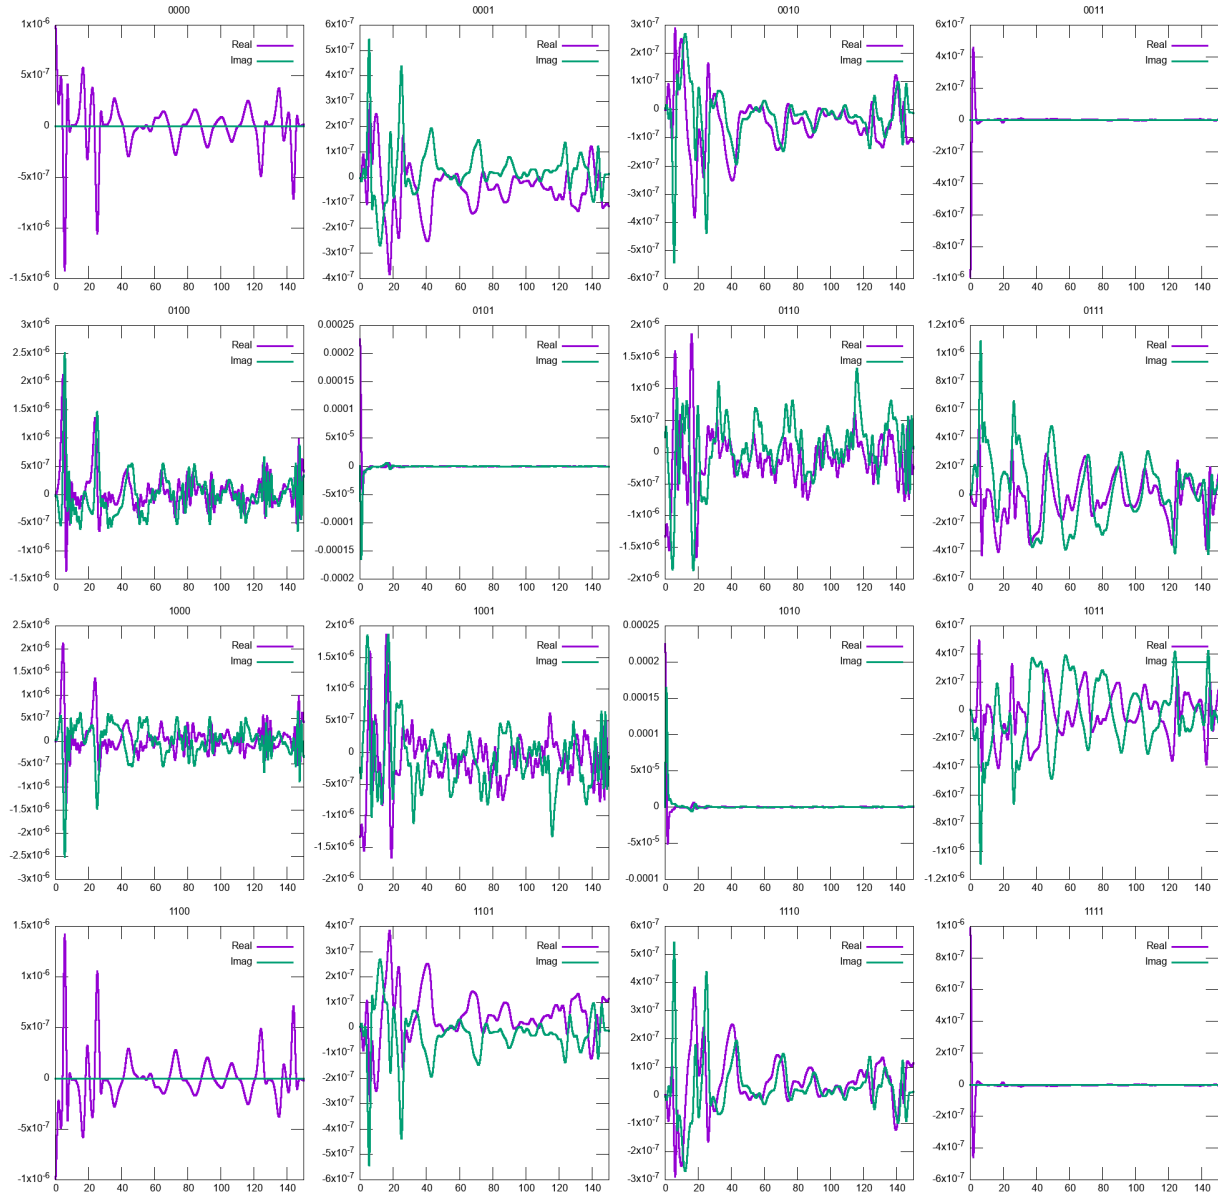 0000
1x10-6
Real
Imag
5x10-7
0
-5x10-7
-1x10-6
-1.5x10-6
0 20 40 60 80 100 120 140
0001
6x10-7
Real
5x10-7
Imag
4x10-7
3x10-7
2x10-7
1x10-7
0
-1x10-7
-2x10-7
-3x10-7
-4x10-7
0 20 40 60 80 100 120 140
0010
3x10-7
Real
Imag
2x10-7
1x10-7
0
-1x10-7
-2x10-7
-3x10-7
-4x10-7
-5x10-7
-6x10-7
0 20 40 60 80 100 120 140
0011
6x10-7
Real
Imag
4x10-7
2x10-7
0
-2x10-7
-4x10-7
-6x10-7
-8x10-7
-1x10-6
0 20 40 60 80 100 120 140
0100
3x10-6
Real
2.5x10-6
Imag
2x10-6
1.5x10-6
1x10-6
5x10-7
0
-5x10-7
-1x10-6
-1.5x10-6
0 20 40 60 80 100 120 140
0101
0.00025
Real
Imag
0.0002
0.00015
0.0001
5x10-5
0
-5x10-5
-0.0001
-0.00015
-0.0002
0 20 40 60 80 100 120 140
0110
2x10-6
Real
Imag
1.5x10-6
1x10-6
5x10-7
0
-5x10-7
-1x10-6
-1.5x10-6
-2x10-6
0 20 40 60 80 100 120 140
0111
1.2x10-6
Real
Imag
1x10-6
8x10-7
6x10-7
4x10-7
2x10-7
0
-2x10-7
-4x10-7
-6x10-7
0 20 40 60 80 100 120 140
1000
2.5x10-6
Real
2x10-6
Imag
1.5x10-6
1x10-6
5x10-7
0
-5x10-7
-1x10-6
-1.5x10-6
-2x10-6
-2.5x10-6
-3x10-6
0 20 40 60 80 100 120 140
1001
2x10-6
Real
Imag
1.5x10-6
1x10-6
5x10-7
0
-5x10-7
-1x10-6
-1.5x10-6
-2x10-6
0 20 40 60 80 100 120 140
1010
0.00025
Real
Imag
0.0002
0.00015
0.0001
5x10-5
0
-5x10-5
-0.0001
0 20 40 60 80 100 120 140
1011
6x10-7
Real
Imag
4x10-7
2x10-7
0
-2x10-7
-4x10-7
-6x10-7
-8x10-7
-1x10-6
-1.2x10-6
0 20 40 60 80 100 120 140
1100
1.5x10-6
Real
Imag
1x10-6
5x10-7
0
-5x10-7
-1x10-6
0 20 40 60 80 100 120 140
1101
4x10-7
Real
Imag
3x10-7
2x10-7
1x10-7
0
-1x10-7
-2x10-7
-3x10-7
-4x10-7
-5x10-7
-6x10-7
0 20 40 60 80 100 120 140
1110
6x10-7
Real
Imag
5x10-7
4x10-7
3x10-7
2x10-7
1x10-7
0
-1x10-7
-2x10-7
-3x10-7
0 20 40 60 80 100 120 140
1111
1x10-6
Real
Imag
8x10-7
6x10-7
4x10-7
2x10-7
0
-2x10-7
-4x10-7
-6x10-7
0 20 40 60 80 100 120 140